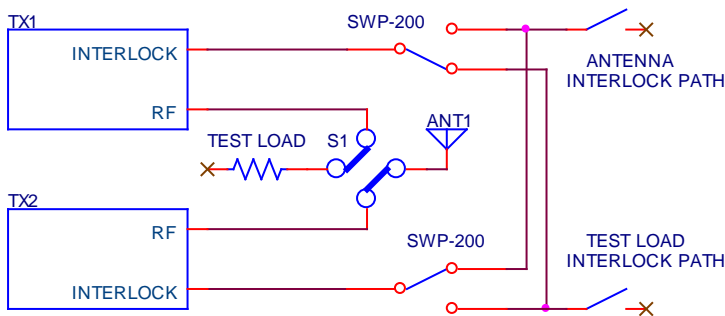 TX1
SWP-200
INTERLOCK
ANTENNA
INTERLOCK PATH
RF
TEST LOAD
S1
ANT1
TX2
RF
SWP-200
TEST LOAD
INTERLOCK PATH
INTERLOCK